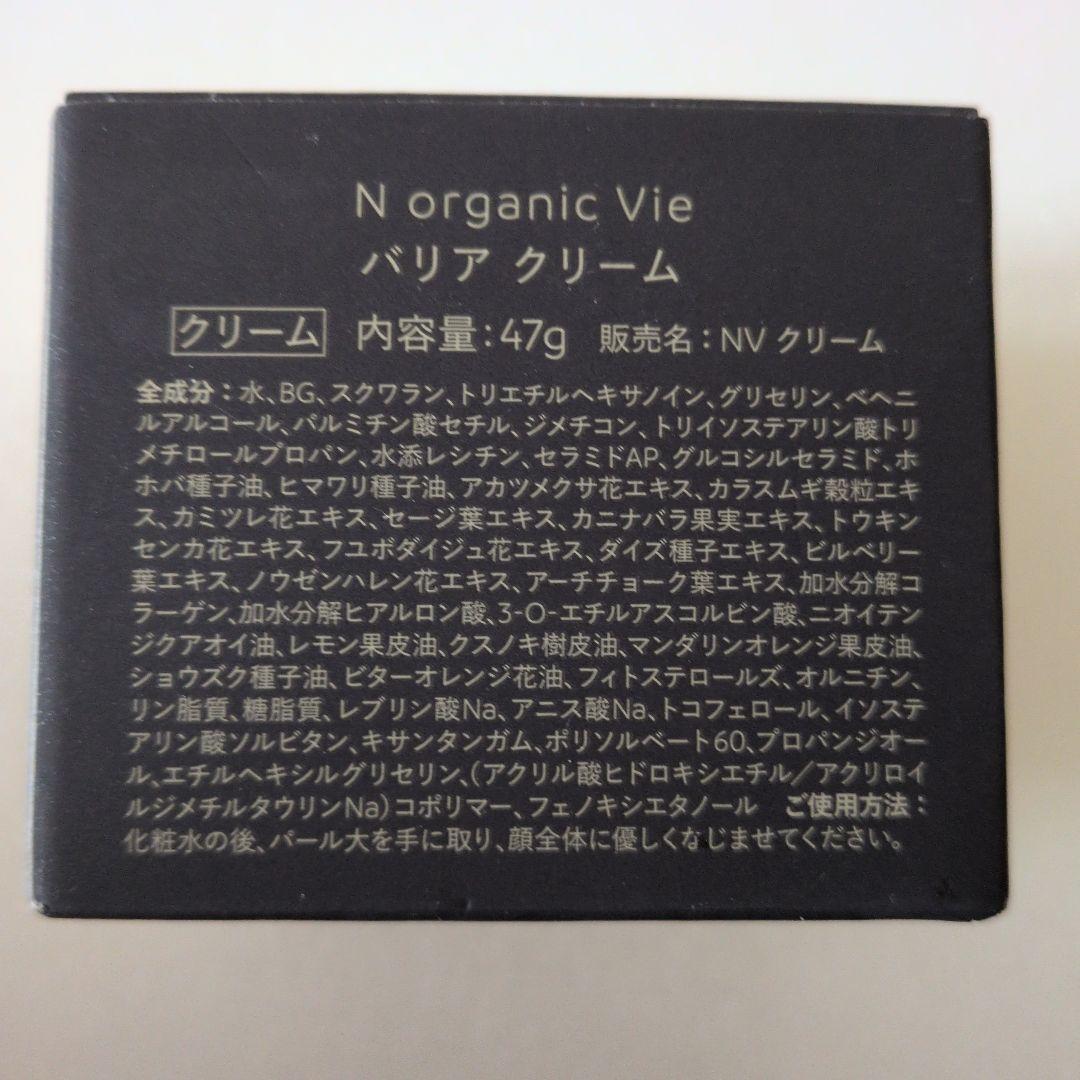 N organic Vie
バリア クリーム
クリーム 内容量:47g 販売名:NV クリーム
全成分:水、BG、スクワラン、トリエチルヘキサノイン、グリセリン、ベヘニ
ルアルコール、パルミチン酸セチル、ジメチコン、トリイソステアリン酸トリ
メチロールプロパン、水添レシチン、セラミドAP、グルコシルセラミド、ホ
ホバ種子油、ヒマワリ種子油、アカツメクサ花エキス、カラスムギ穀粒エキ
ス、カミツレ花エキス、セージ葉エキス、カニナバラ果実エキス、トウキン
センカ花エキス、フユボダイジュ花エキス、ダイズ種子エキス、ビルベリー
葉エキス、ノウゼンハレン花エキス、アーチチョーク葉エキス、加水分解コ
ラーゲン、加水分解ヒアルロン酸、3-O-エチルアスコルビン酸、ニオイテン
ジクアオイ油、レモン果皮油、クスノキ樹皮油、マンダリンオレンジ果皮油、
ショウズク種子油、ビターオレンジ花油、フィトステロールズ、オルニチン、
リン脂質、糖脂質、レブリン酸Na、アニス酸Na、トコフェロール、イソステ
アリン酸ソルビタン、キサンタンガム、ポリソルベート60、プロパンジオー
ル、エチルヘキシルグリセリン、(アクリル酸ヒドロキシエチル/アクリロイ
ルジメチルタウリンNa)コポリマー、フェノキシエタノール ご使用方法:
化粧水の後、パール大を手に取り、顔全体に優しくなじませてください。